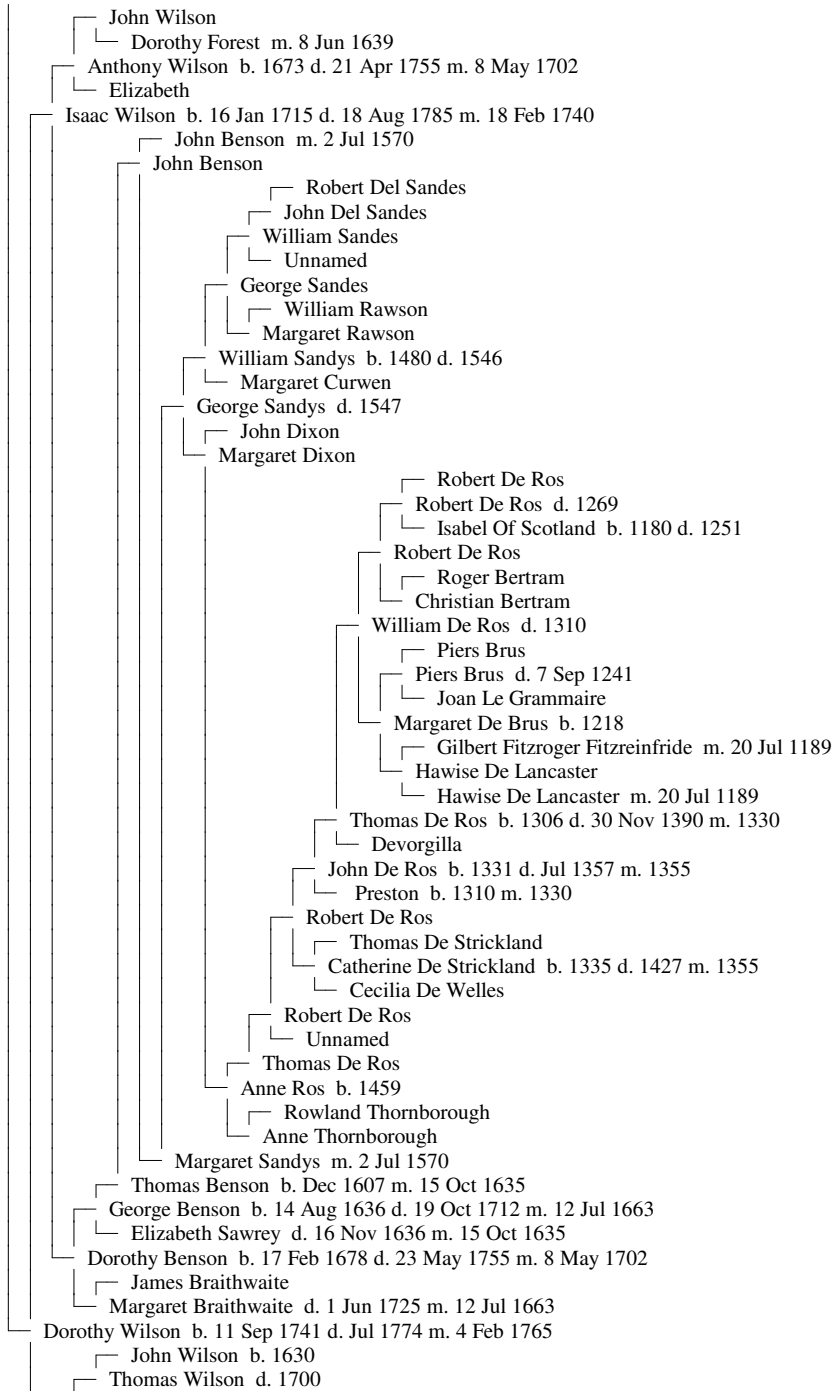 John Wilson
Dorothy Forest m. 8 Jun 1639
Anthony Wilson b. 1673 d. 21 Apr 1755 m. 8 May 1702
Elizabeth
Isaac Wilson b. 16 Jan 1715 d. 18 Aug 1785 m. 18 Feb 1740
John Benson m. 2 Jul 1570
John Benson
Robert Del Sandes
John Del Sandes
William Sandes
Unnamed
George Sandes
William Rawson
Margaret Rawson
William Sandys b. 1480 d. 1546
Margaret Curwen
George Sandys d. 1547
John Dixon
Margaret Dixon
Robert De Ros
Robert De Ros d. 1269
Isabel Of Scotland b. 1180 d. 1251
Robert De Ros
Roger Bertram
Christian Bertram
William De Ros d. 1310
Piers Brus
Piers Brus d. 7 Sep 1241
Joan Le Grammaire
Margaret De Brus b. 1218
Gilbert Fitzroger Fitzreinfride m. 20 Jul 1189
Hawise De Lancaster
Hawise De Lancaster m. 20 Jul 1189
Thomas De Ros b. 1306 d. 30 Nov 1390 m. 1330
Devorgilla
John De Ros b. 1331 d. Jul 1357 m. 1355
Preston b. 1310 m. 1330
Robert De Ros
Thomas De Strickland
Catherine De Strickland b. 1335 d. 1427 m. 1355
Cecilia De Welles
Robert De Ros
Unnamed
Thomas De Ros
Anne Ros b. 1459
Rowland Thornborough
Anne Thornborough
Margaret Sandys m. 2 Jul 1570
Thomas Benson b. Dec 1607 m. 15 Oct 1635
George Benson b. 14 Aug 1636 d. 19 Oct 1712 m. 12 Jul 1663
Elizabeth Sawrey d. 16 Nov 1636 m. 15 Oct 1635
Dorothy Benson b. 17 Feb 1678 d. 23 May 1755 m. 8 May 1702
James Braithwaite
Margaret Braithwaite d. 1 Jun 1725 m. 12 Jul 1663
Dorothy Wilson b. 11 Sep 1741 d. Jul 1774 m. 4 Feb 1765
John Wilson b. 1630
Thomas Wilson d. 1700